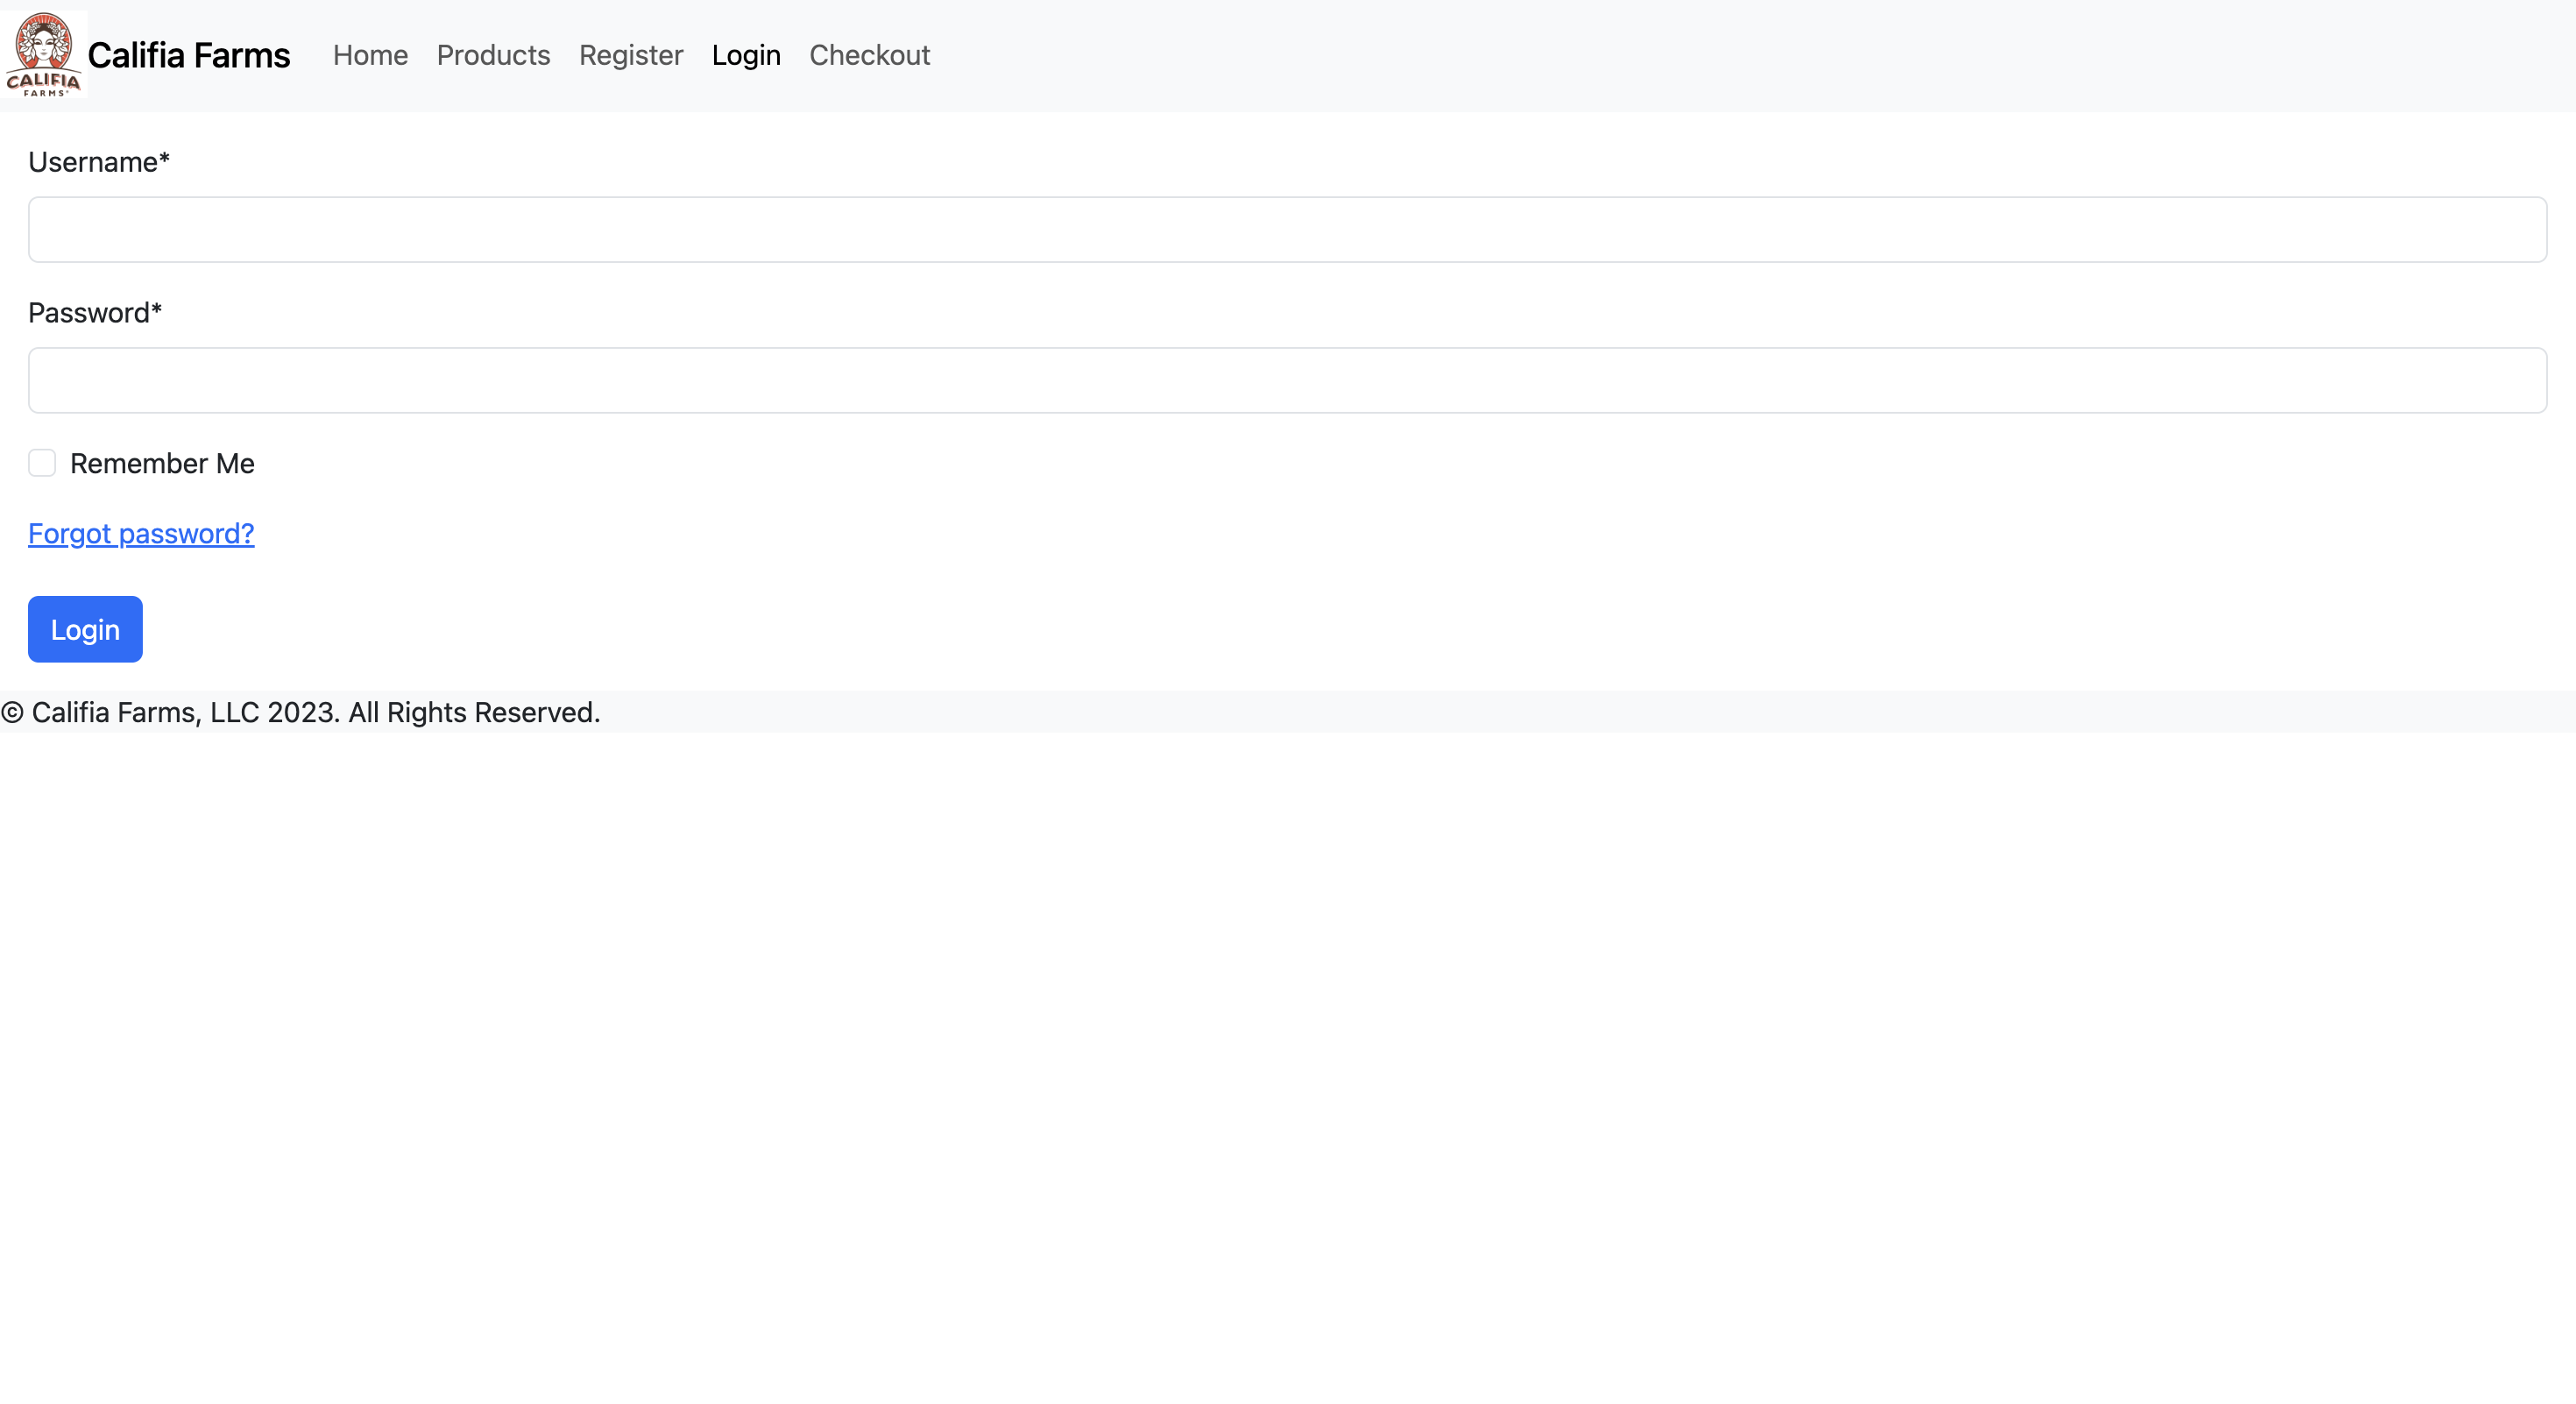 CALIFIA
FARMS
Califia Farms Home Products Register Login Checkout
Username*
Password*
Remember Me
Forgot password?
Login
© Califia Farms, LLC 2023. All Rights Reserved.